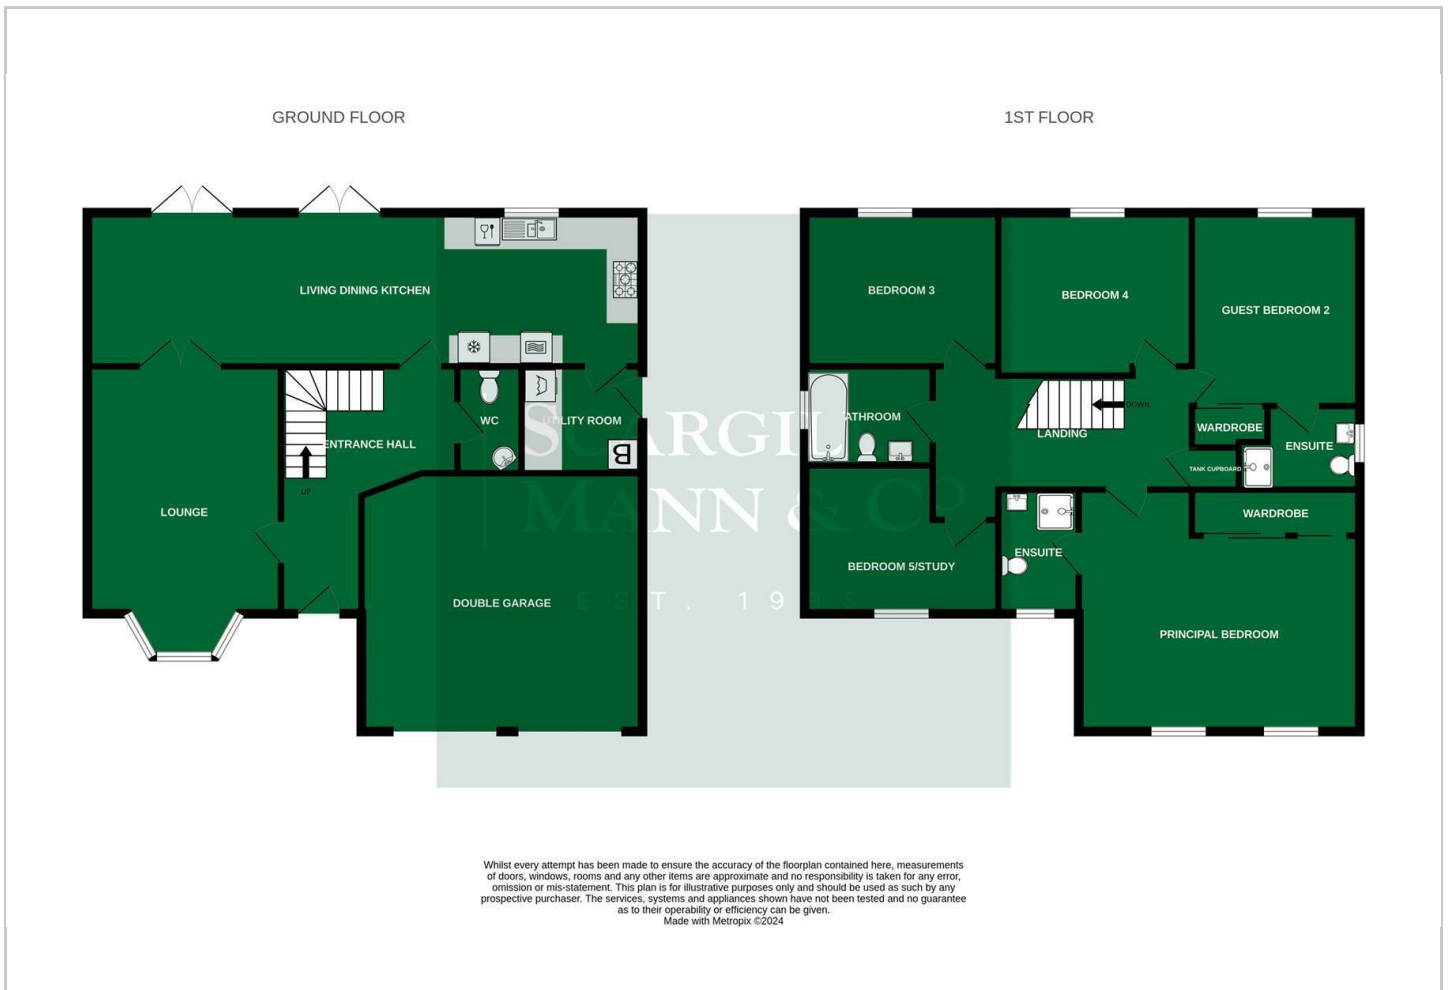 GROUND FLOOR
LIVING DINING KITCHEN
UTILITY ROOM
WC
ENTRANCE HALL
UP
LOUNGE
DOUBLE GARAGE
B
1ST FLOOR
BEDROOM 3
BEDROOM 4
GUEST BEDROOM 2
BATHROOM
DOWN
LANDING
WARDROBE
ENSUITE
TANK CUPBOARD
WARDROBE
ENSUITE
BEDROOM 5/STUDY
PRINCIPAL BEDROOM
SCARGILL
MANN & Co
EST. 1995
Whilst every attempt has been made to ensure the accuracy of the floorplan contained here, measurements
of doors, windows, rooms and any other items are approximate and no responsibility is taken for any error,
omission or mis-statement. This plan is for illustrative purposes only and should be used as such by any
prospective purchaser. The services, systems and appliances shown have not been tested and no guarantee
as to their operability or efficiency can be given.
Made with Metropix ©2024